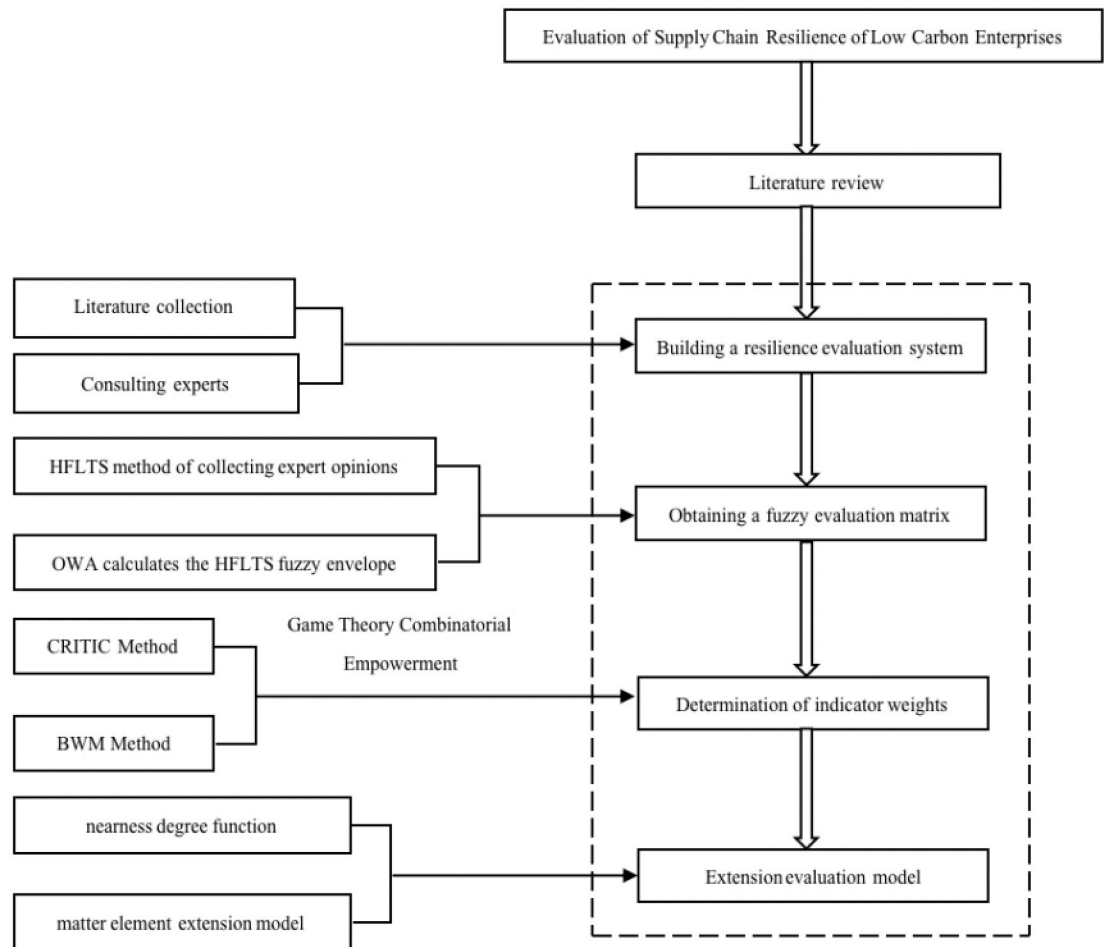 Evaluation of Supply Chain Resilience of Low Carbon Enterprises
Literature review
Literature collection
Consulting experts
Building a resilience evaluation system
HFLTS method of collecting expert opinions
OWA calculates the HFLTS fuzzy envelope
Obtaining a fuzzy evaluation matrix
CRITIC Method
BWM Method
Game Theory Combinatorial
Empowerment
Determination of indicator weights
nearness degree function
matter element extension model
Extension evaluation model